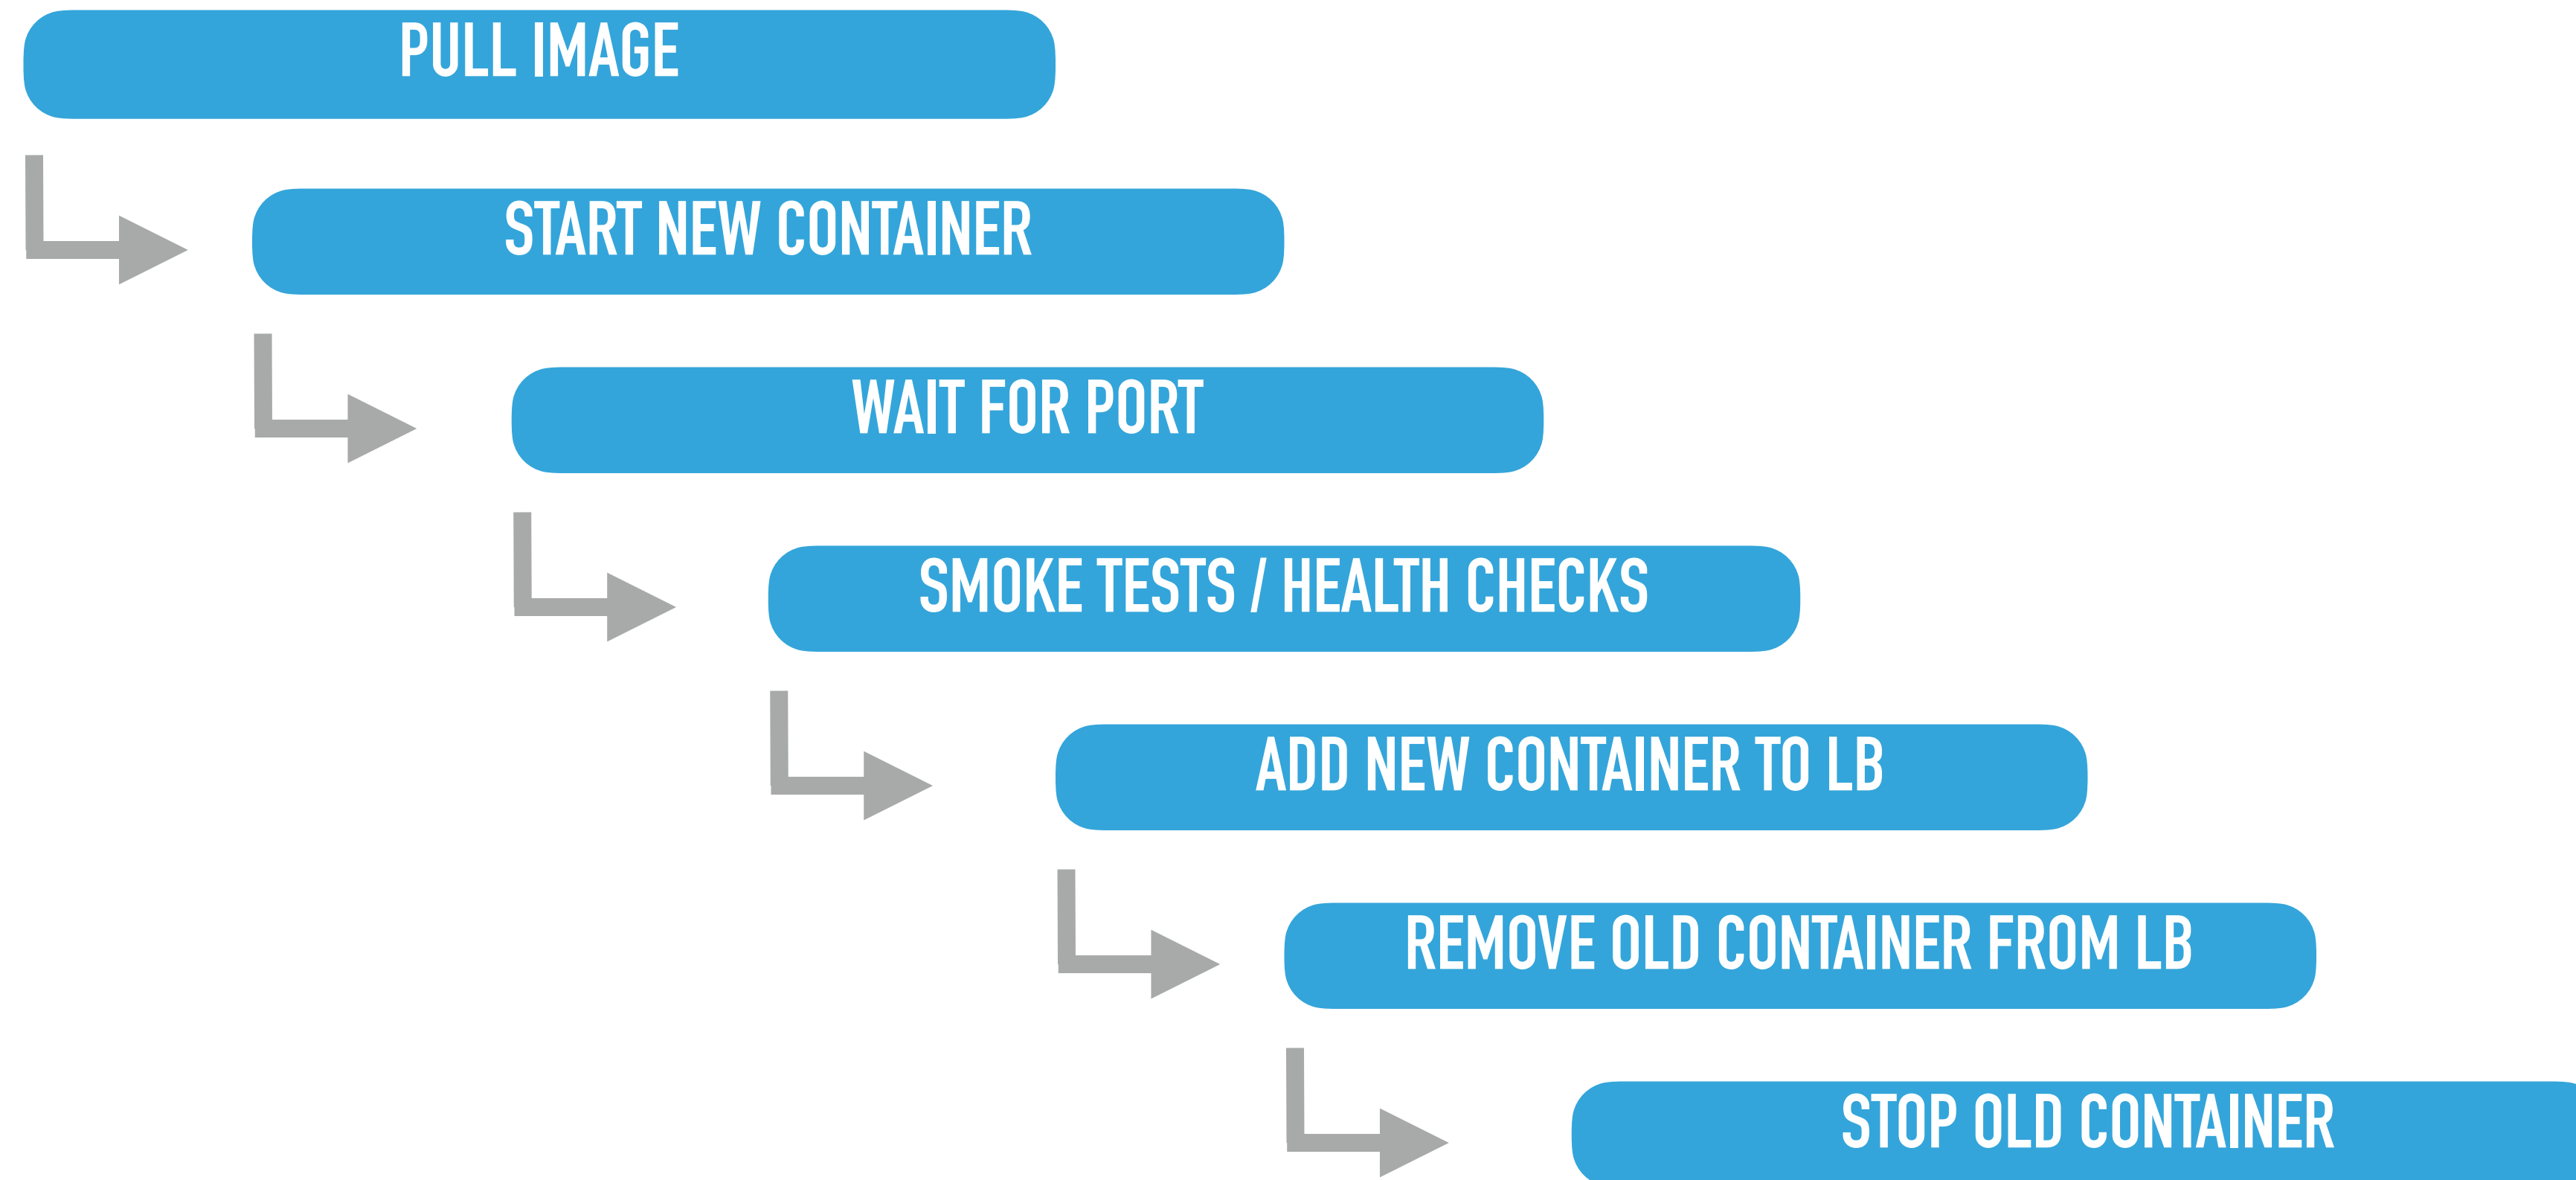 PULL IMAGE
START NEW CONTAINER
WAIT FOR PORT
SMOKE TESTS / HEALTH CHECKS
ADD NEW CONTAINER TO LB
REMOVE OLD CONTAINER FROM LB
STOP OLD CONTAINER